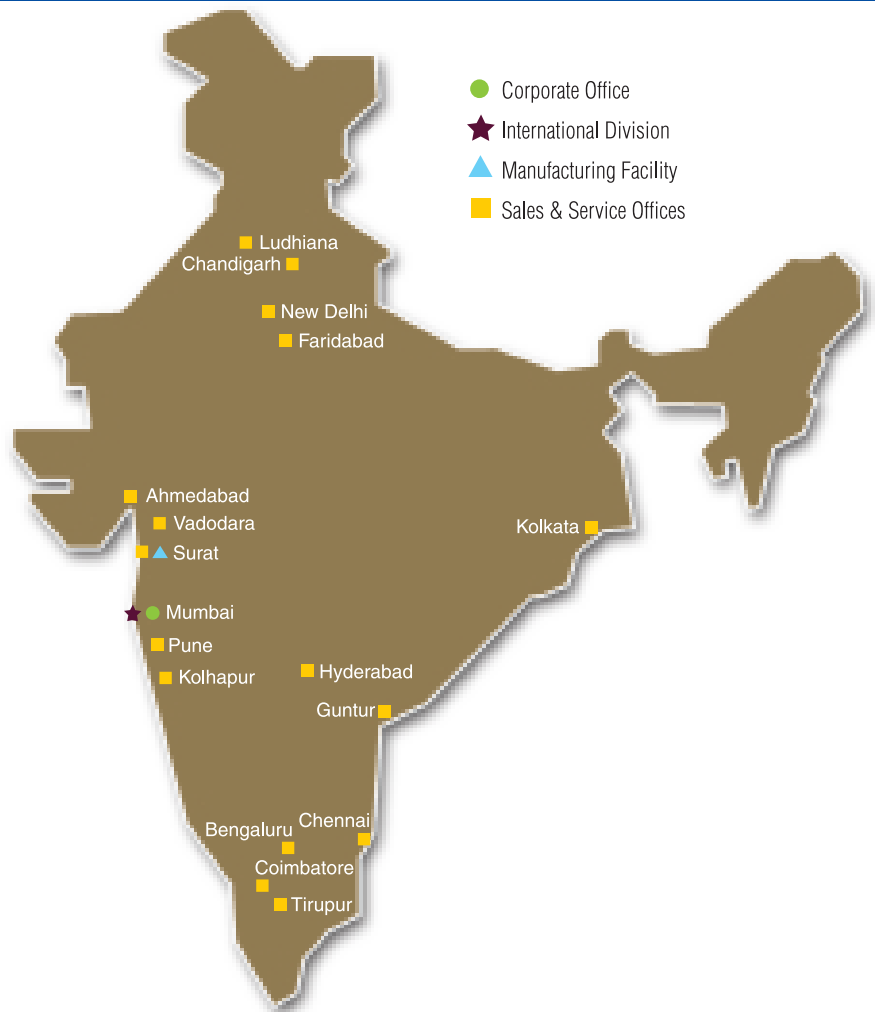 Corporate Office
International Division
Manufacturing Facility
Sales & Service Offices
Ludhiana
Chandigarh
New Delhi
Faridabad
Ahmedabad
Vadodara
Kolkata
Surat
Mumbai
Pune
Hyderabad
Kolhapur
Guntur
Chennai
Bengaluru
Coimbatore
Tirupur